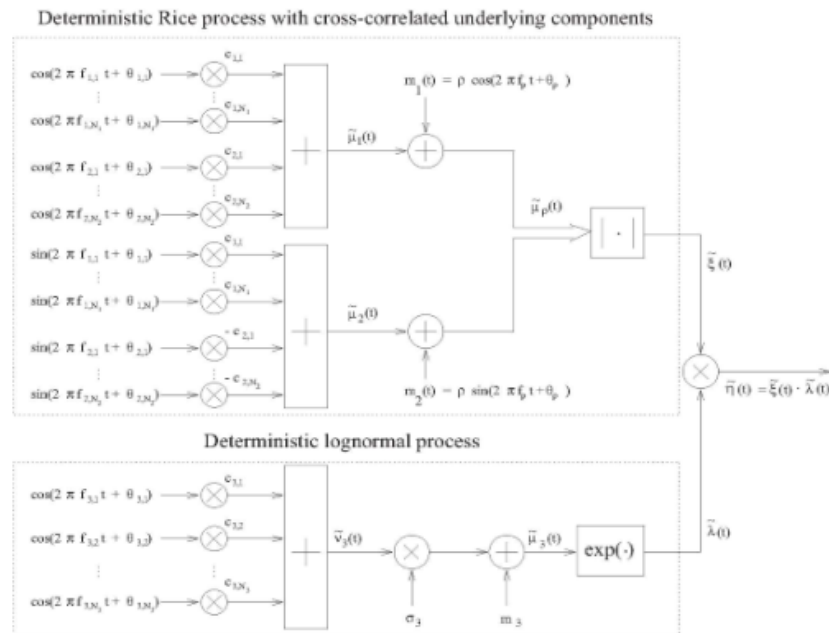 Deterministic Rice process with cross-correlated underlying components
cos(2 π f₁,₁ t + θ₁,₁) c₁,₁
cos(2 π f₁,N₁ t + θ₁,N₁) c₁,N₁
cos(2 π f₂,₁ t + θ₂,₁) c₂,₁
cos(2 π f₂,N₂ t + θ₂,N₂) c₂,N₂
μ̃₁(t)
m₁(t) = ρ cos(2 π fρ t + θρ )
sin(2 π f₁,₁ t + θ₁,₁) c₁,₁
sin(2 π f₁,N₁ t + θ₁,N₁) c₁,N₁
sin(2 π f₂,₁ t + θ₂,₁) - c₂,₁
sin(2 π f₂,N₂ t + θ₂,N₂) - c₂,N₂
μ̃₂(t)
m₂(t) = ρ sin(2 π fρ t + θρ )
μ̃ρ(t)
| · |
ξ̃(t)
η̃(t) = ξ̃(t) · λ̃(t)
Deterministic lognormal process
cos(2 π f₃,₁ t + θ₃,₁) c₃,₁
cos(2 π f₃,₂ t + θ₃,₂) c₃,₂
cos(2 π f₃,N₃ t + θ₃,N₃) c₃,N₃
ν̃₃(t)
σ₃
m₃
μ̃₃(t)
exp(·)
λ̃(t)